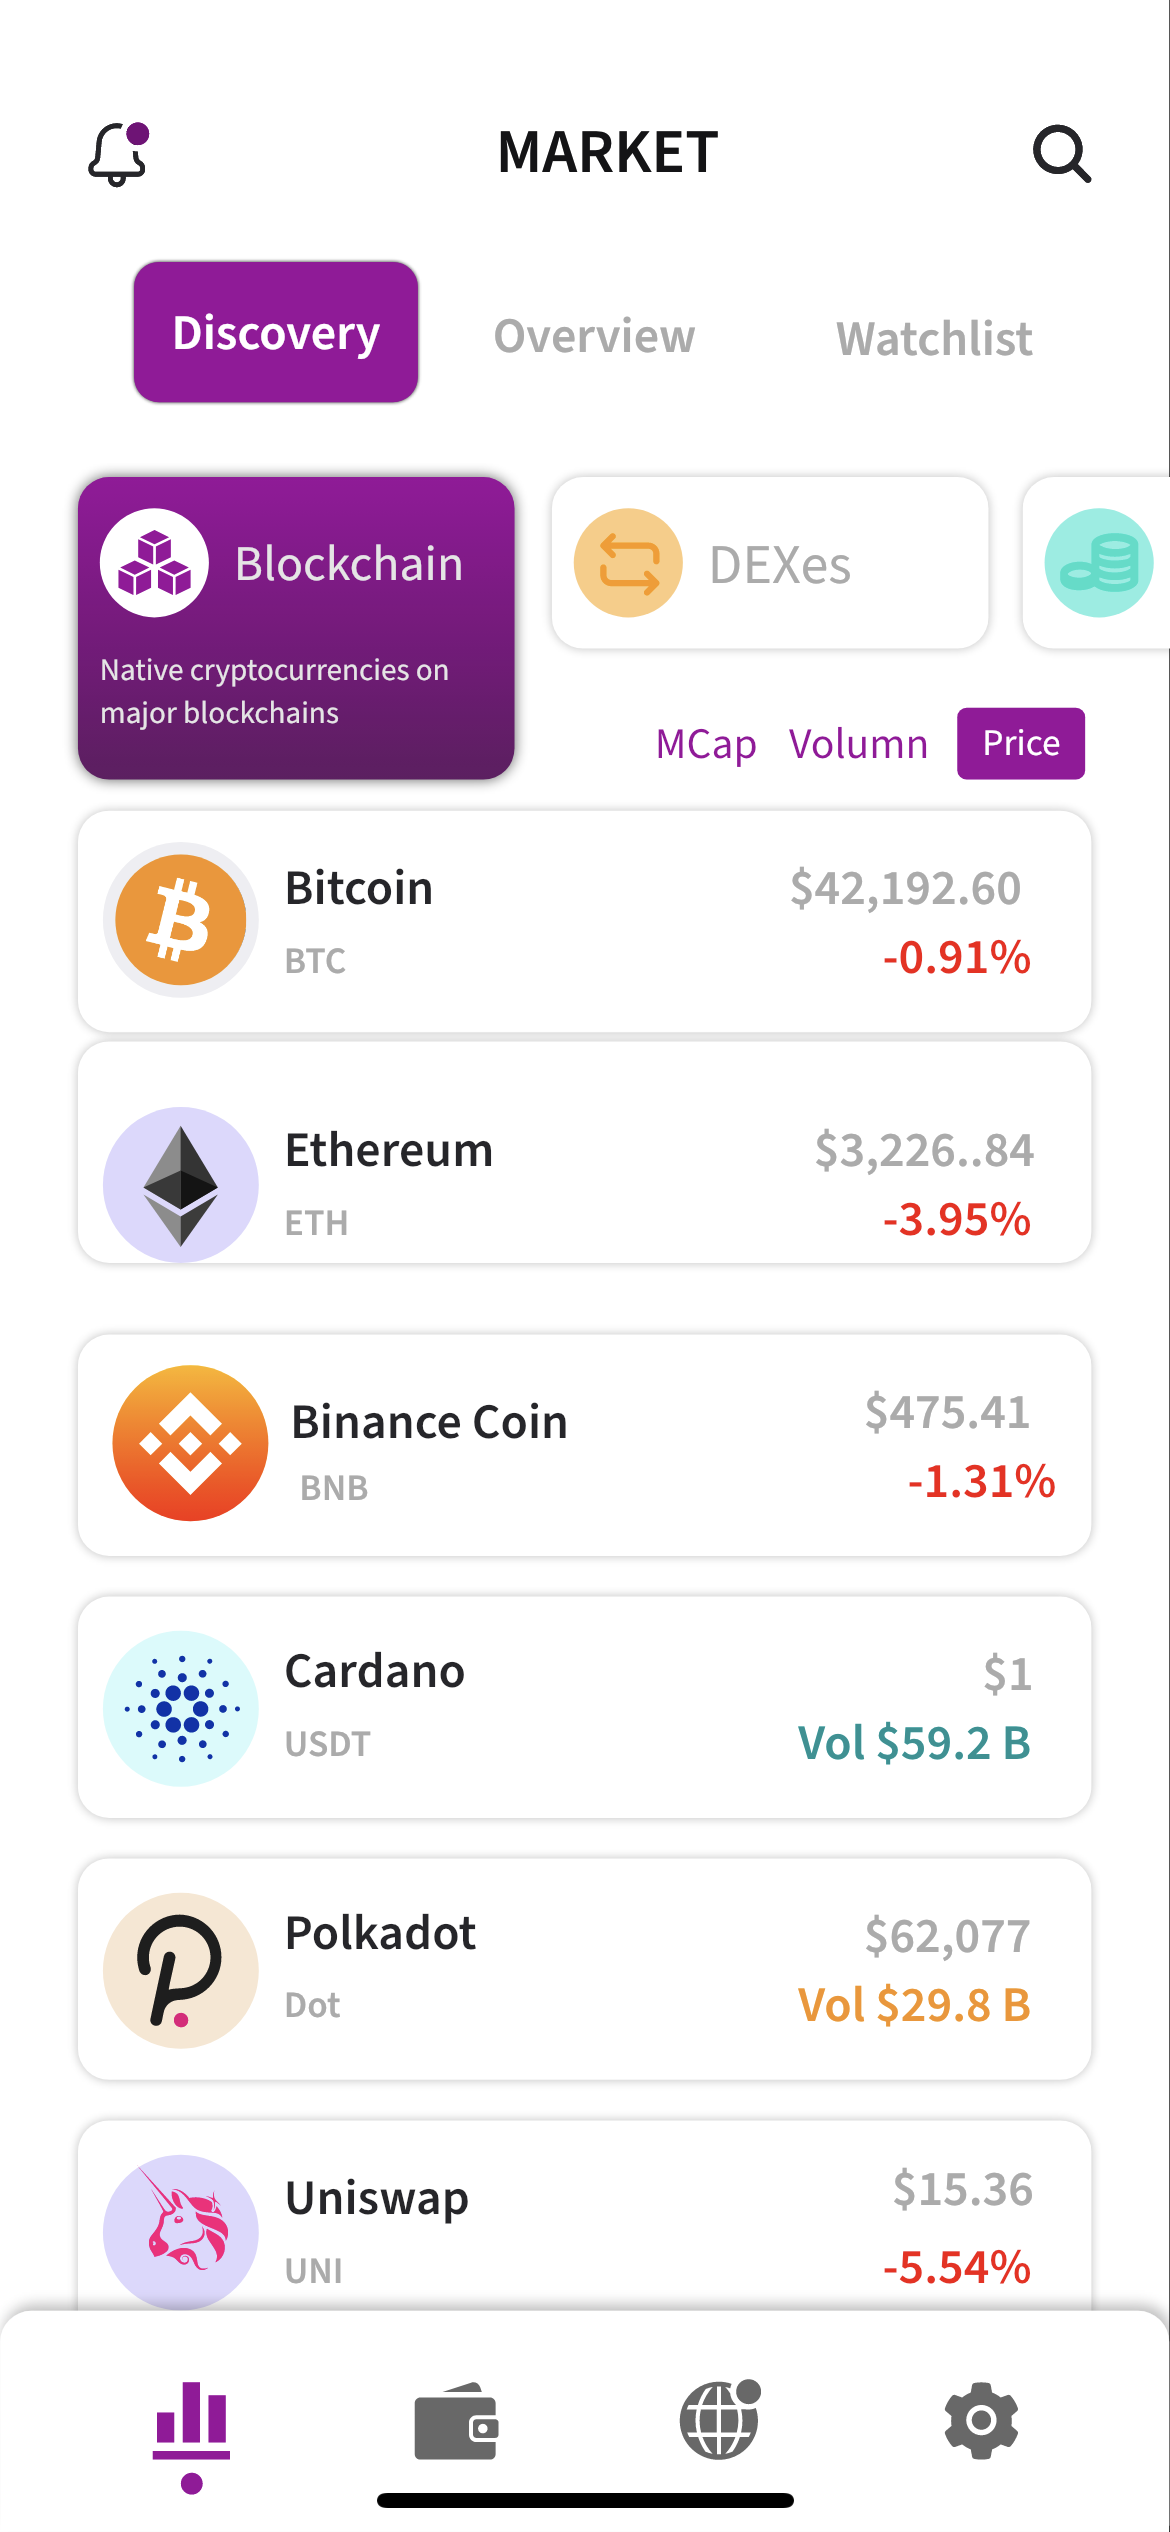 MARKET
Discovery Overview Watchlist
Blockchain
Native cryptocurrencies on
major blockchains
DEXes
MCap Volumn Price
Bitcoin $42,192.60
BTC -0.91%
Ethereum $3,226..84
ETH -3.95%
Binance Coin $475.41
BNB -1.31%
Cardano $1
USDT Vol $59.2 B
Polkadot $62,077
Dot Vol $29.8 B
Uniswap $15.36
UNI -5.54%